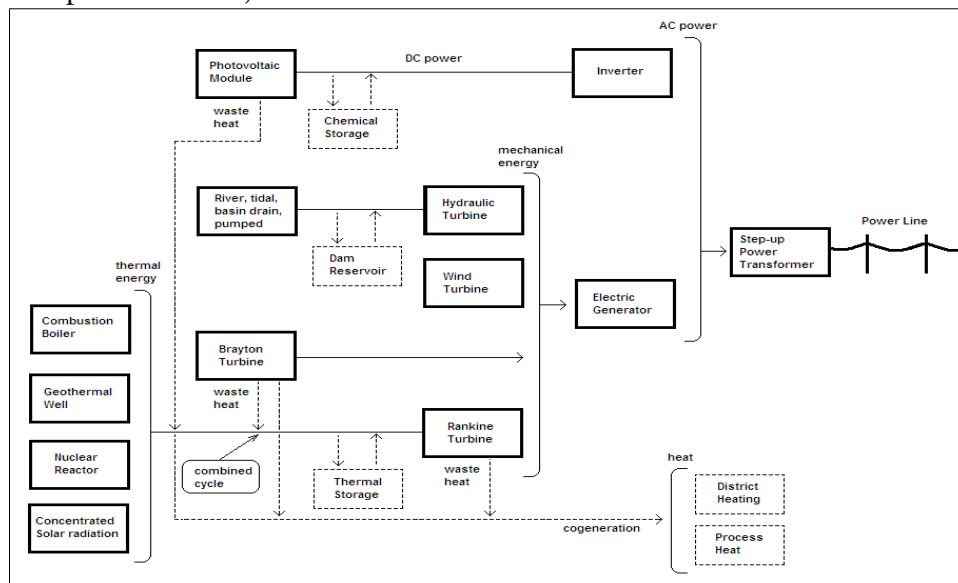 AC power
Photovoltaic
Module
DC power
Inverter
waste
heat
Chemical
Storage
mechanical
energy
River, tidal,
basin drain,
pumped
Hydraulic
Turbine
Power Line
Step-up
Power
Transformer
Dam
Reservoir
thermal
energy
Wind
Turbine
Electric
Generator
Combustion
Boiler
Brayton
Turbine
waste
heat
Geothermal
Well
Rankine
Turbine
Nuclear
Reactor
combined
cycle
Thermal
Storage
waste
heat
heat
District
Heating
Concentrated
Solar radiation
cogeneration
Process
Heat